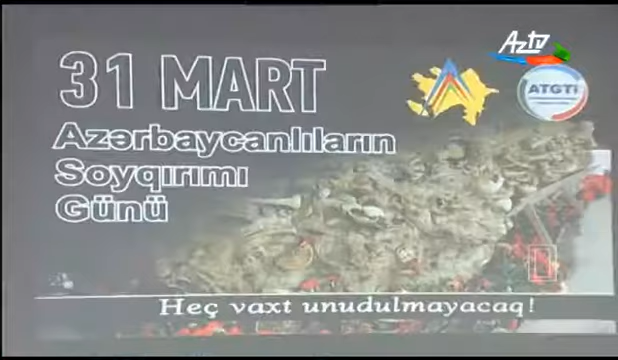 Aztv
31 MART
ATGTİ
Azərbaycanlıların
Soyqırımı
Günü
Heç vaxt unudulmayacaq!